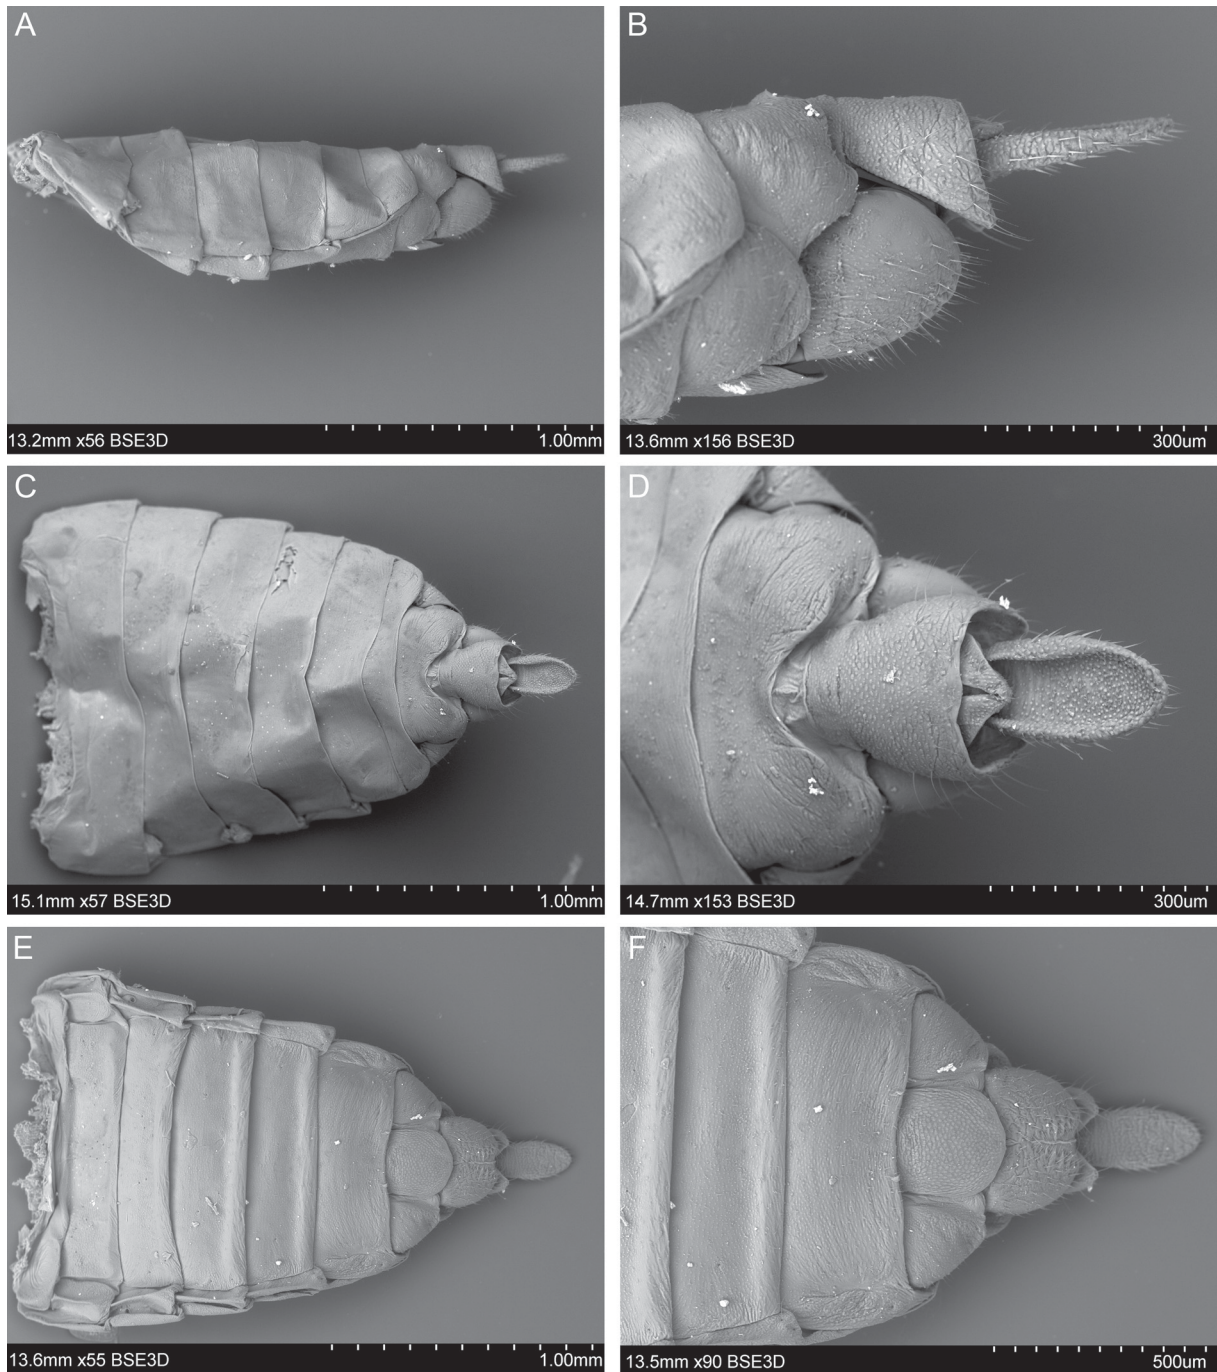 A
13.2mm x56 BSE3D 1.00mm
B
13.6mm x156 BSE3D 300um
C
15.1mm x57 BSE3D 1.00mm
D
14.7mm x153 BSE3D 300um
E
13.6mm x55 BSE3D 1.00mm
F
13.5mm x90 BSE3D 500um